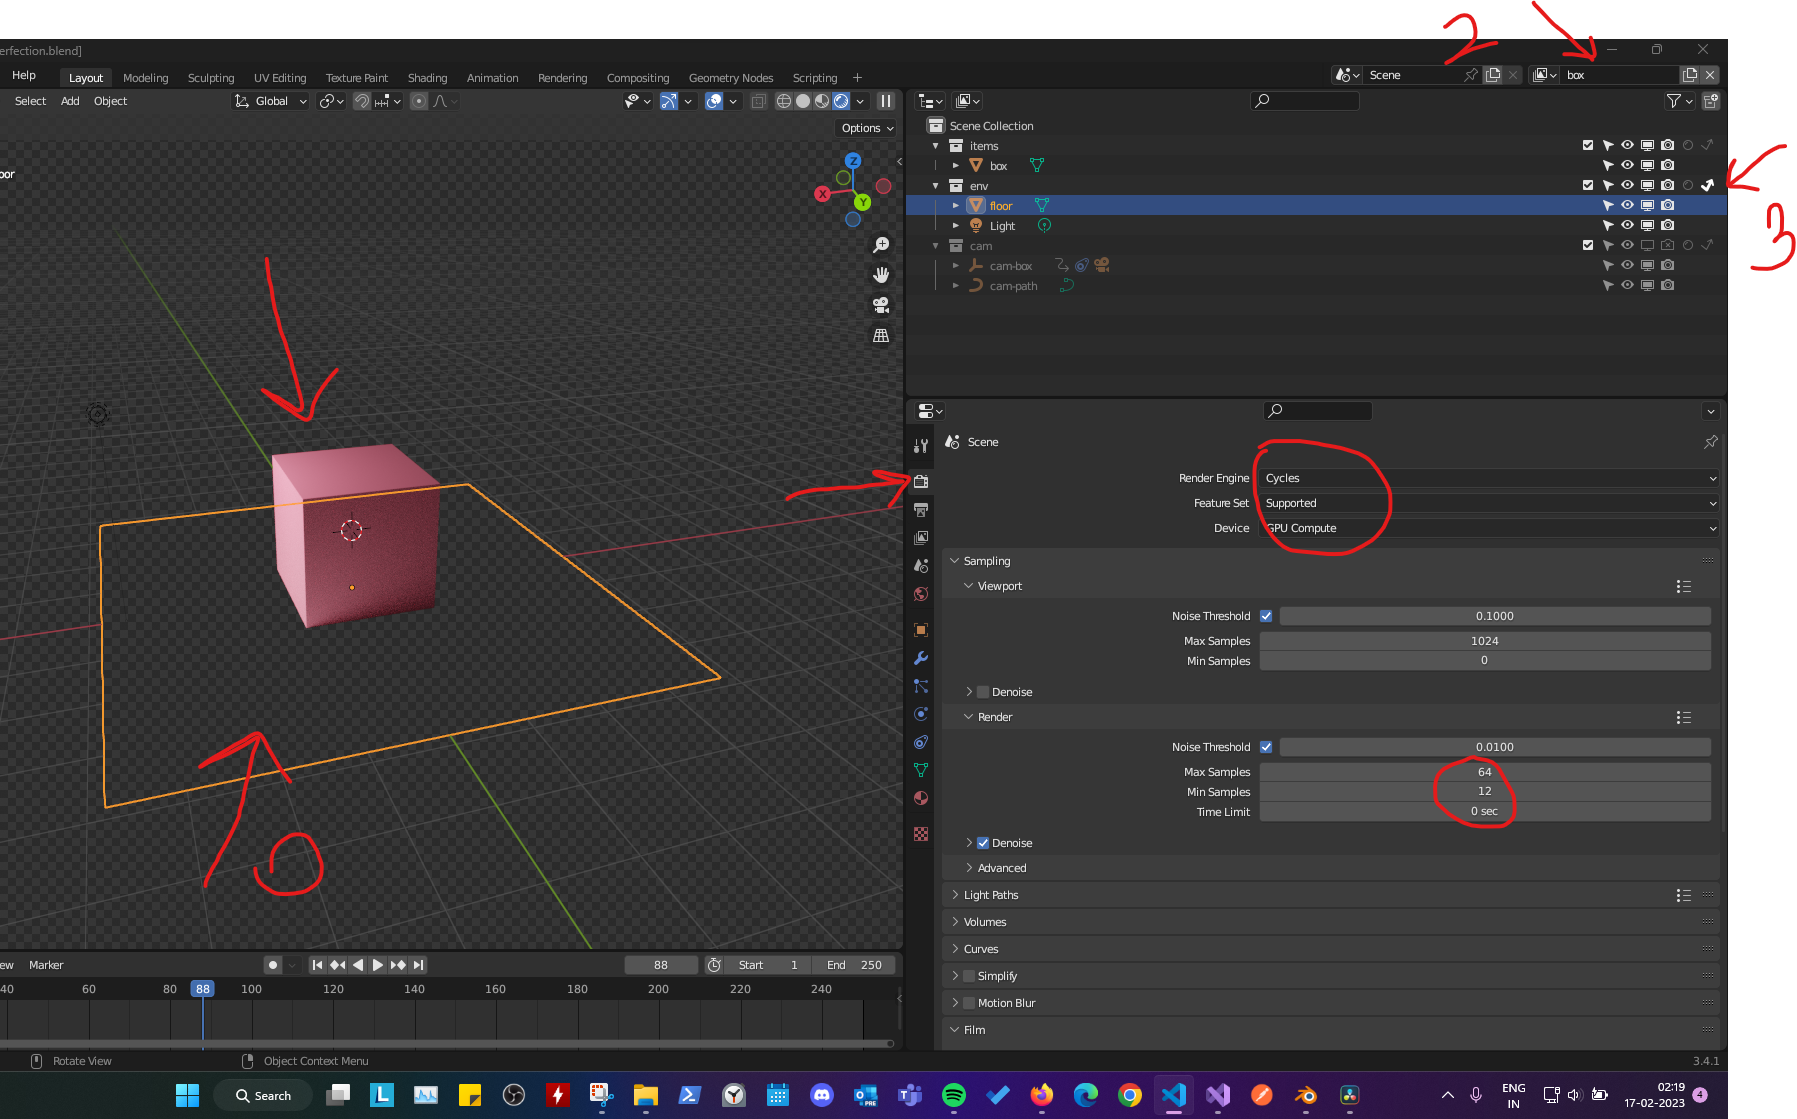 2
erfection.blend]
Help Layout Modeling Sculpting UV Editing Texture Paint Shading Animation Rendering Compositing Geometry Nodes Scripting + Scene box
Select Add Object Global
Options
oor
Z
X
Y
Scene Collection
items
box
env
floor
Light
cam
cam-box
cam-path
3
Scene
Render Engine Cycles
Feature Set Supported
Device GPU Compute
Sampling
Viewport
Noise Threshold 0.1000
Max Samples 1024
Min Samples 0
Denoise
Render
Noise Threshold 0.0100
Max Samples 64
Min Samples 12
Time Limit 0 sec
Denoise
Advanced
Light Paths
Volumes
Curves
Simplify
Motion Blur
Film
ew Marker 88 Start 1 End 250
40 60 80 88 100 120 140 160 180 200 220 240
Rotate View Object Context Menu 3.4.1
Search
L
PRE
ENG
IN
02:19
17-02-2023
4